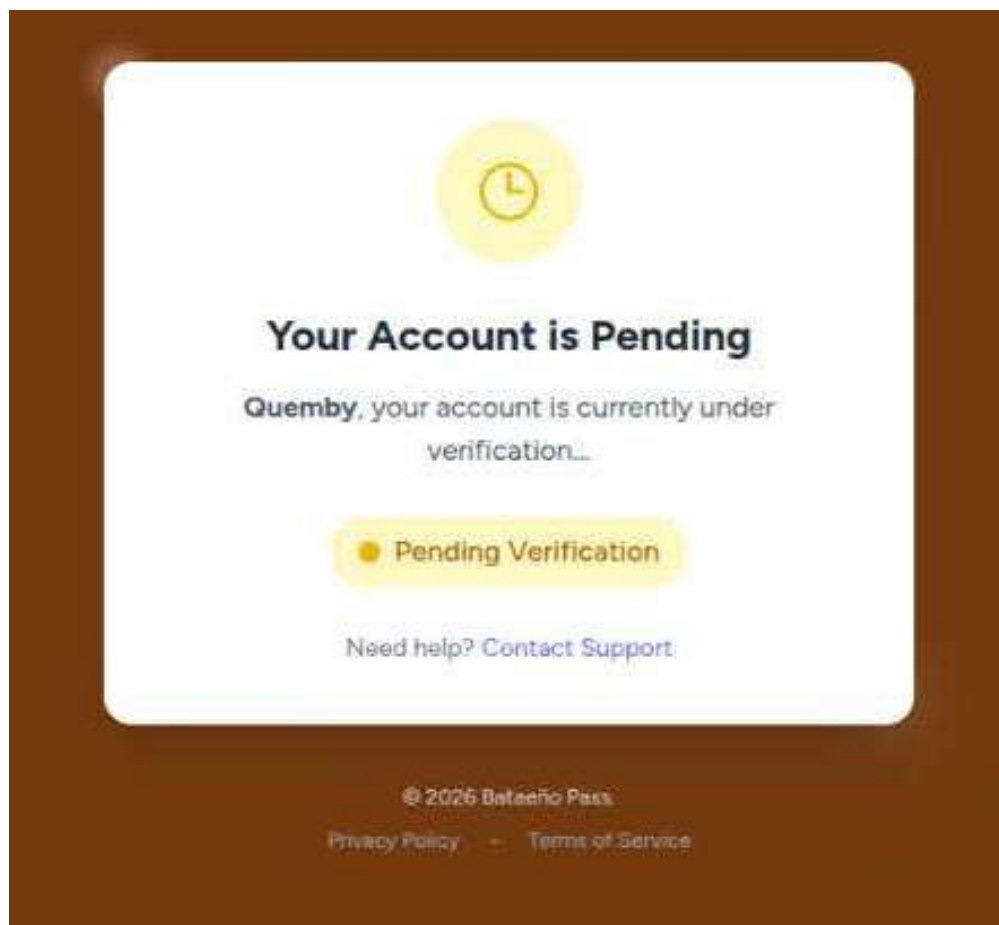 Your Account is Pending
Quemby, your account is currently under
verification...
Pending Verification
Need help? Contact Support
© 2026 Bataeño Pass.
Privacy Policy - Terms of Service